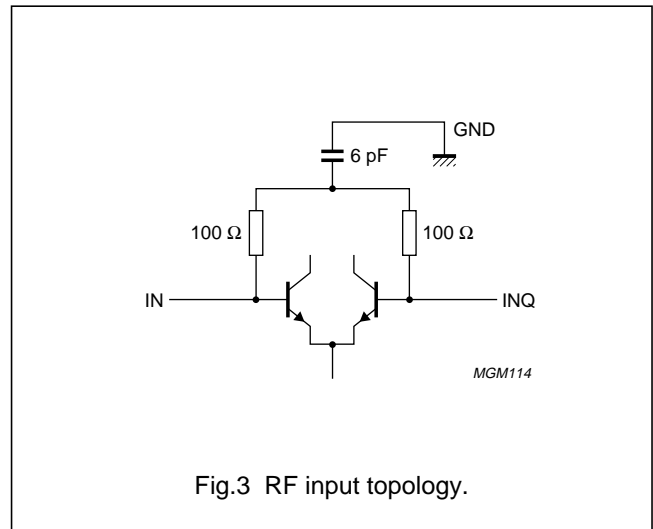 GND
6 pF
100 Ω
100 Ω
IN
INQ
MGM114
Fig.3 RF input topology.